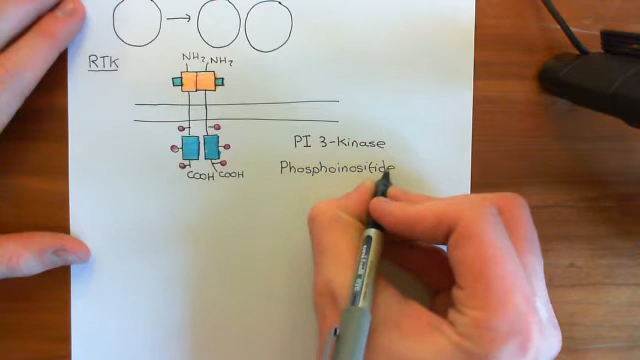 RTK
NH2 NH2
PI 3-kinase
Phosphoinositide
COOH COOH